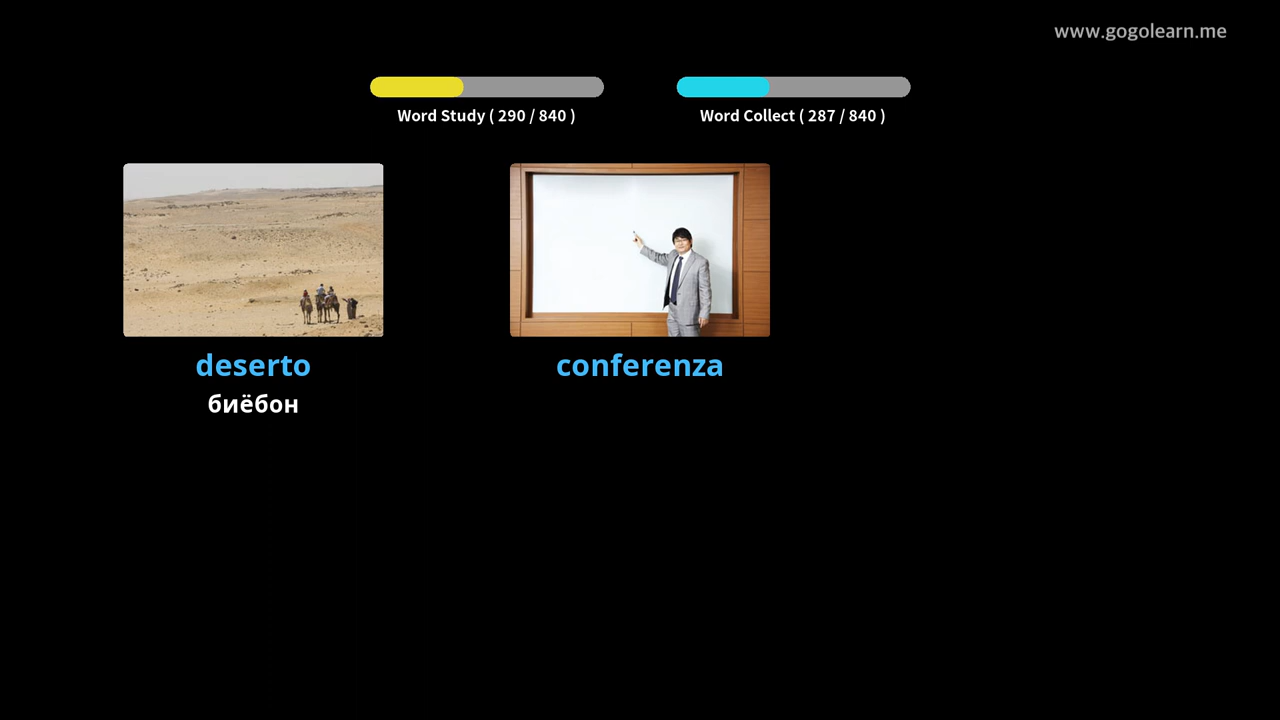 www.gogolearn.me
Word Study ( 290 / 840 )
Word Collect ( 287 / 840 )
deserto
биёбон
conferenza